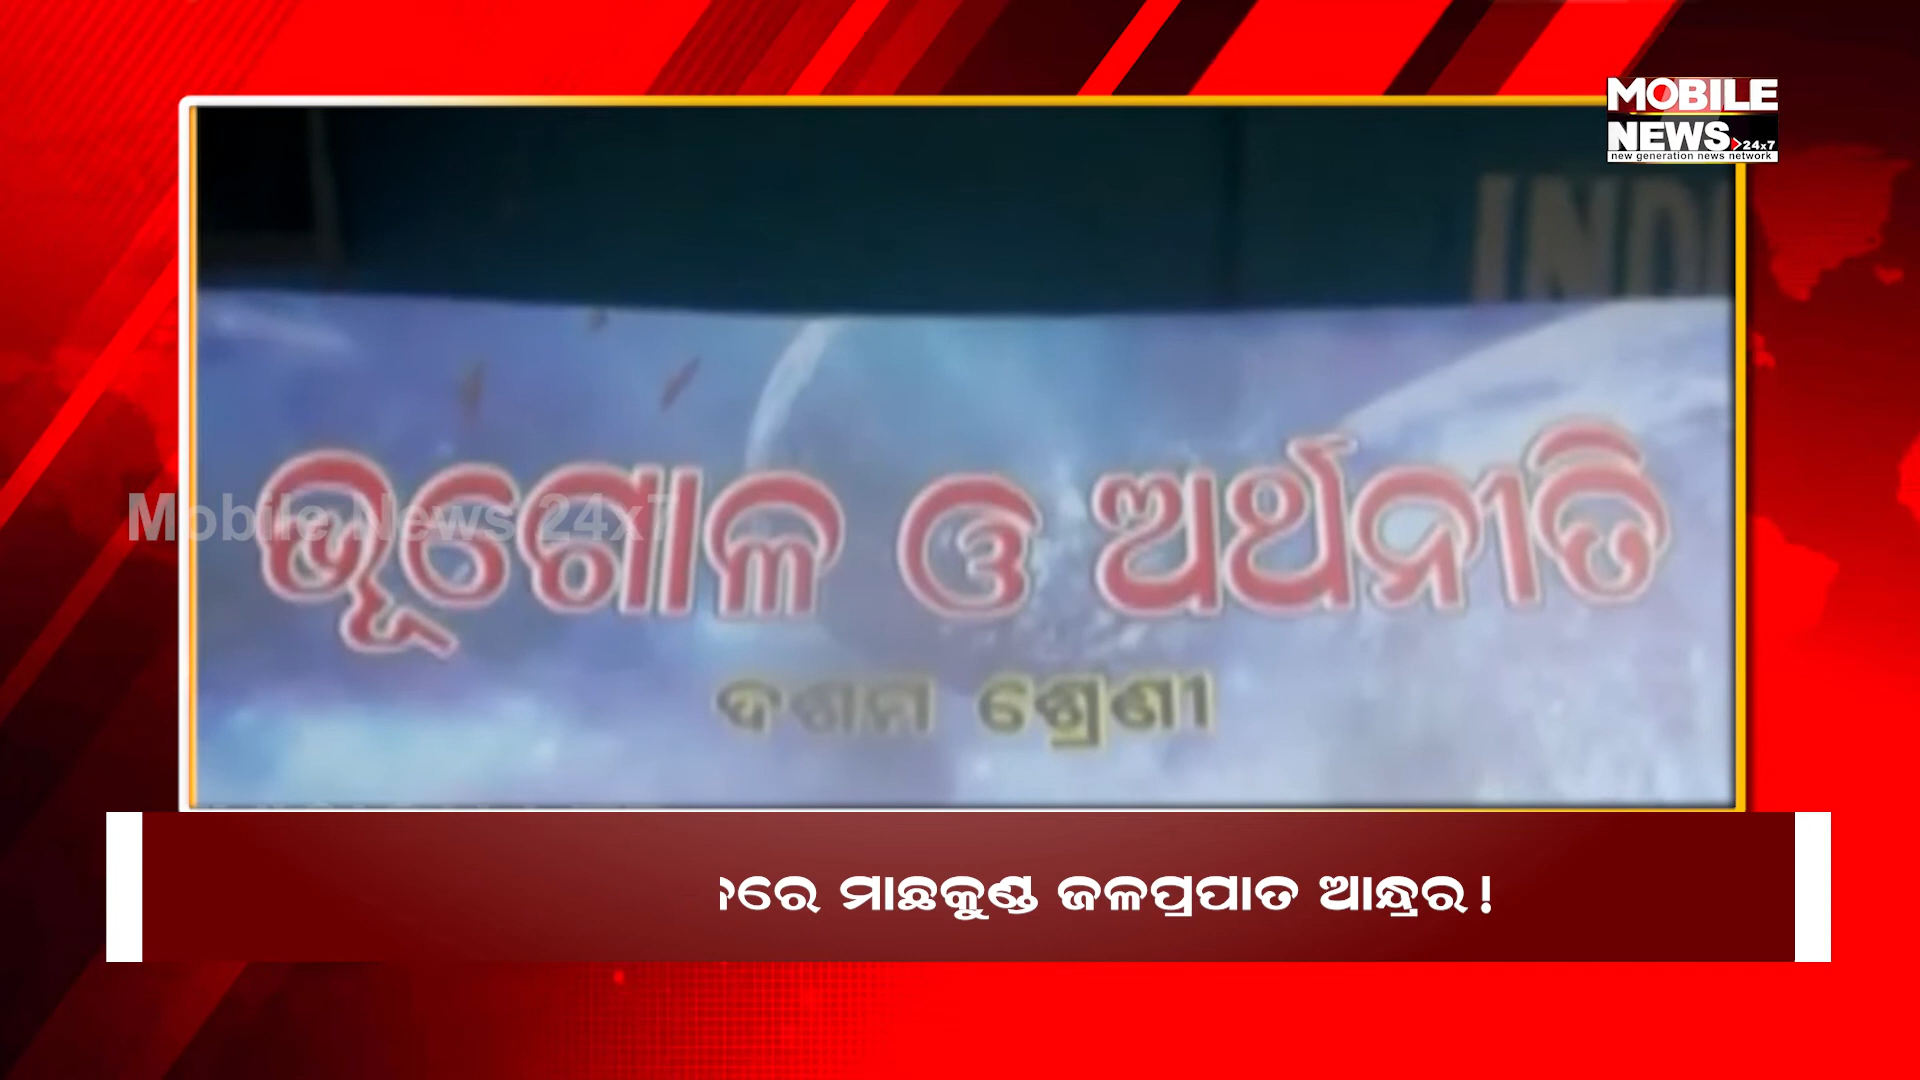 MOBILE
NEWS 24x7
new generation news network
ଭୂଗୋଳ ଓ ଅର୍ଥନୀତି
Mobile News 24x7
ଦଶମ ଶ୍ରେଣୀ
ମାଛକୁଣ୍ଡ ଜଳପ୍ରପାତ ଆନ୍ଧ୍ରର!